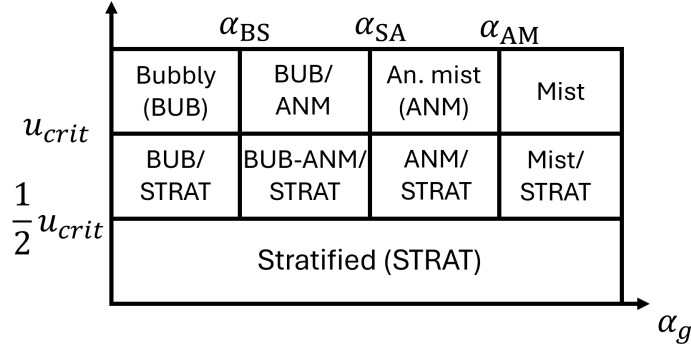 α_BS α_SA α_AM
Bubbly
(BUB)
BUB/
ANM
An. mist
(ANM)
Mist
u_crit
BUB/
STRAT
BUB-ANM/
STRAT
ANM/
STRAT
Mist/
STRAT
1/2 u_crit
Stratified (STRAT)
α_g